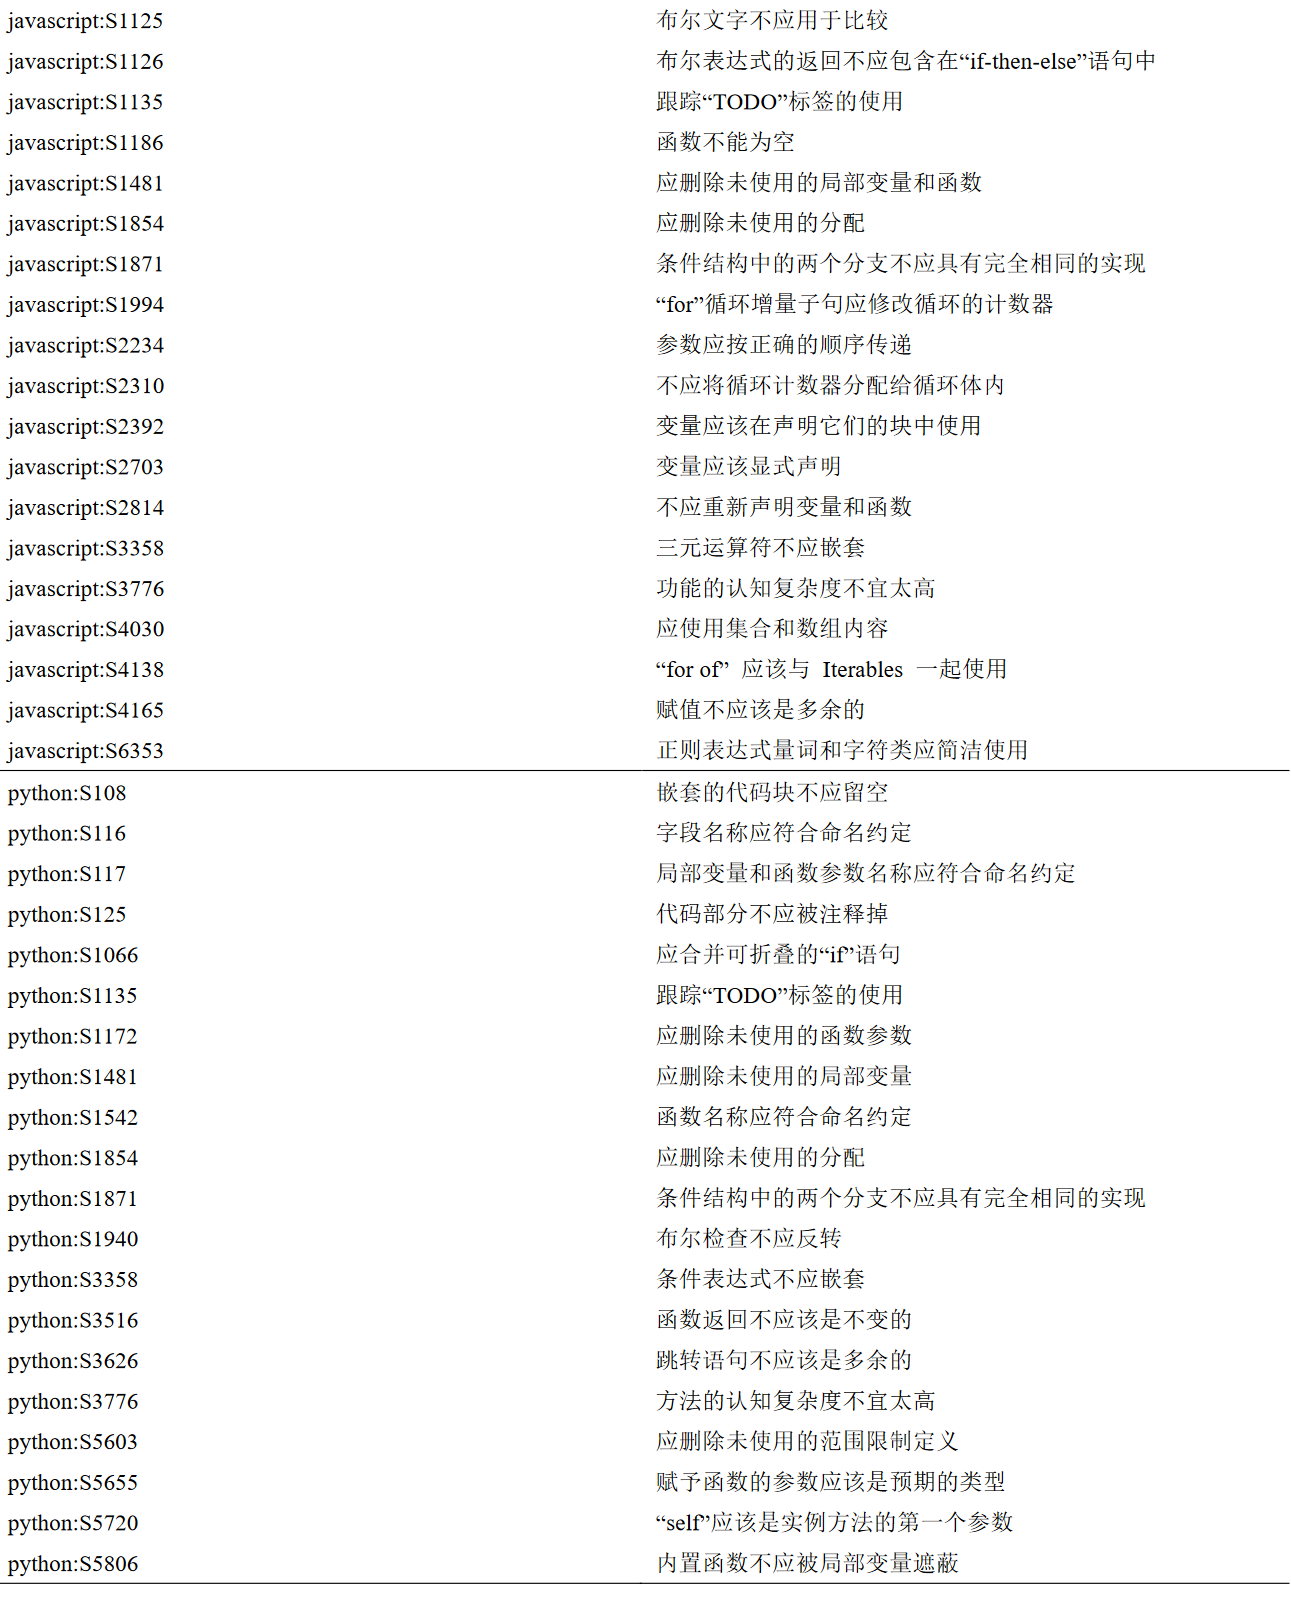 javascript:S1125 布尔文字不应用于比较
javascript:S1126 布尔表达式的返回不应包含在“if-then-else”语句中
javascript:S1135 跟踪“TODO”标签的使用
javascript:S1186 函数不能为空
javascript:S1481 应删除未使用的局部变量和函数
javascript:S1854 应删除未使用的分配
javascript:S1871 条件结构中的两个分支不应具有完全相同的实现
javascript:S1994 “for”循环增量子句应修改循环的计数器
javascript:S2234 参数应按正确的顺序传递
javascript:S2310 不应将循环计数器分配给循环体内
javascript:S2392 变量应该在声明它们的块中使用
javascript:S2703 变量应该显式声明
javascript:S2814 不应重新声明变量和函数
javascript:S3358 三元运算符不应嵌套
javascript:S3776 功能的认知复杂度不宜太高
javascript:S4030 应使用集合和数组内容
javascript:S4138 “for of” 应该与 Iterables 一起使用
javascript:S4165 赋值不应该是多余的
javascript:S6353 正则表达式量词和字符类应简洁使用
python:S108 嵌套的代码块不应留空
python:S116 字段名称应符合命名约定
python:S117 局部变量和函数参数名称应符合命名约定
python:S125 代码部分不应被注释掉
python:S1066 应合并可折叠的“if”语句
python:S1135 跟踪“TODO”标签的使用
python:S1172 应删除未使用的函数参数
python:S1481 应删除未使用的局部变量
python:S1542 函数名称应符合命名约定
python:S1854 应删除未使用的分配
python:S1871 条件结构中的两个分支不应具有完全相同的实现
python:S1940 布尔检查不应反转
python:S3358 条件表达式不应嵌套
python:S3516 函数返回不应该是不变的
python:S3626 跳转语句不应该是多余的
python:S3776 方法的认知复杂度不宜太高
python:S5603 应删除未使用的范围限制定义
python:S5655 赋予函数的参数应该是预期的类型
python:S5720 “self”应该是实例方法的第一个参数
python:S5806 内置函数不应被局部变量遮蔽